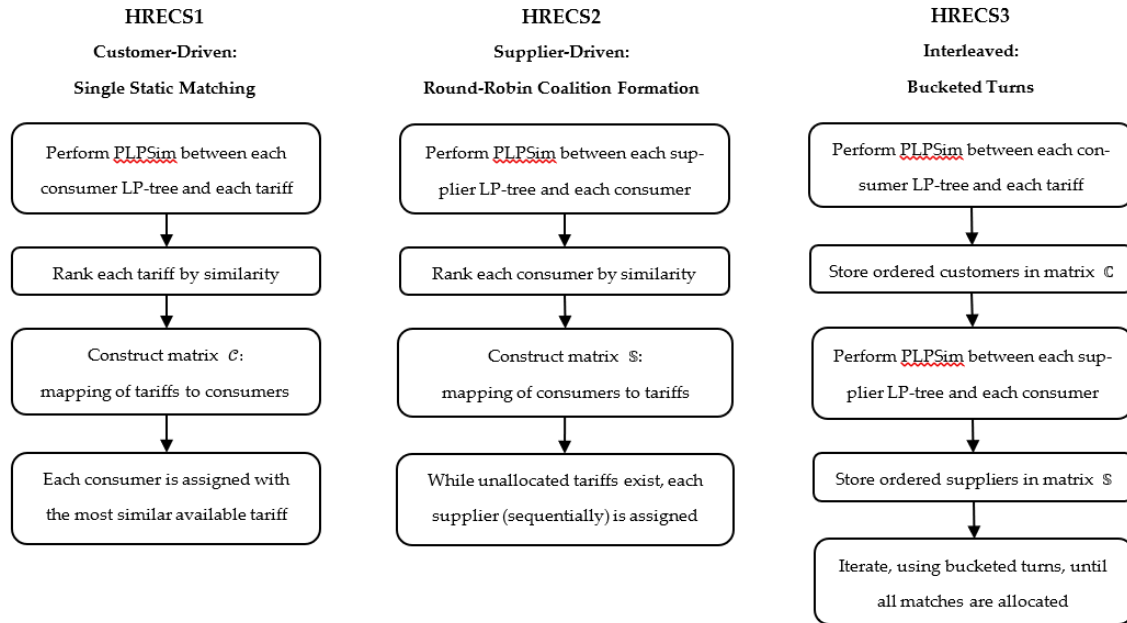 HRECS1
Customer-Driven:
Single Static Matching
Perform PLPSim between each
consumer LP-tree and each tariff
Rank each tariff by similarity
Construct matrix 𝒞:
mapping of tariffs to consumers
Each consumer is assigned with
the most similar available tariff
HRECS2
Supplier-Driven:
Round-Robin Coalition Formation
Perform PLPSim between each sup-
plier LP-tree and each consumer
Rank each consumer by similarity
Construct matrix 𝕊:
mapping of consumers to tariffs
While unallocated tariffs exist, each
supplier (sequentially) is assigned
HRECS3
Interleaved:
Bucketed Turns
Perform PLPSim between each con-
sumer LP-tree and each tariff
Store ordered customers in matrix ℂ
Perform PLPSim between each sup-
plier LP-tree and each consumer
Store ordered suppliers in matrix 𝕊
Iterate, using bucketed turns, until
all matches are allocated